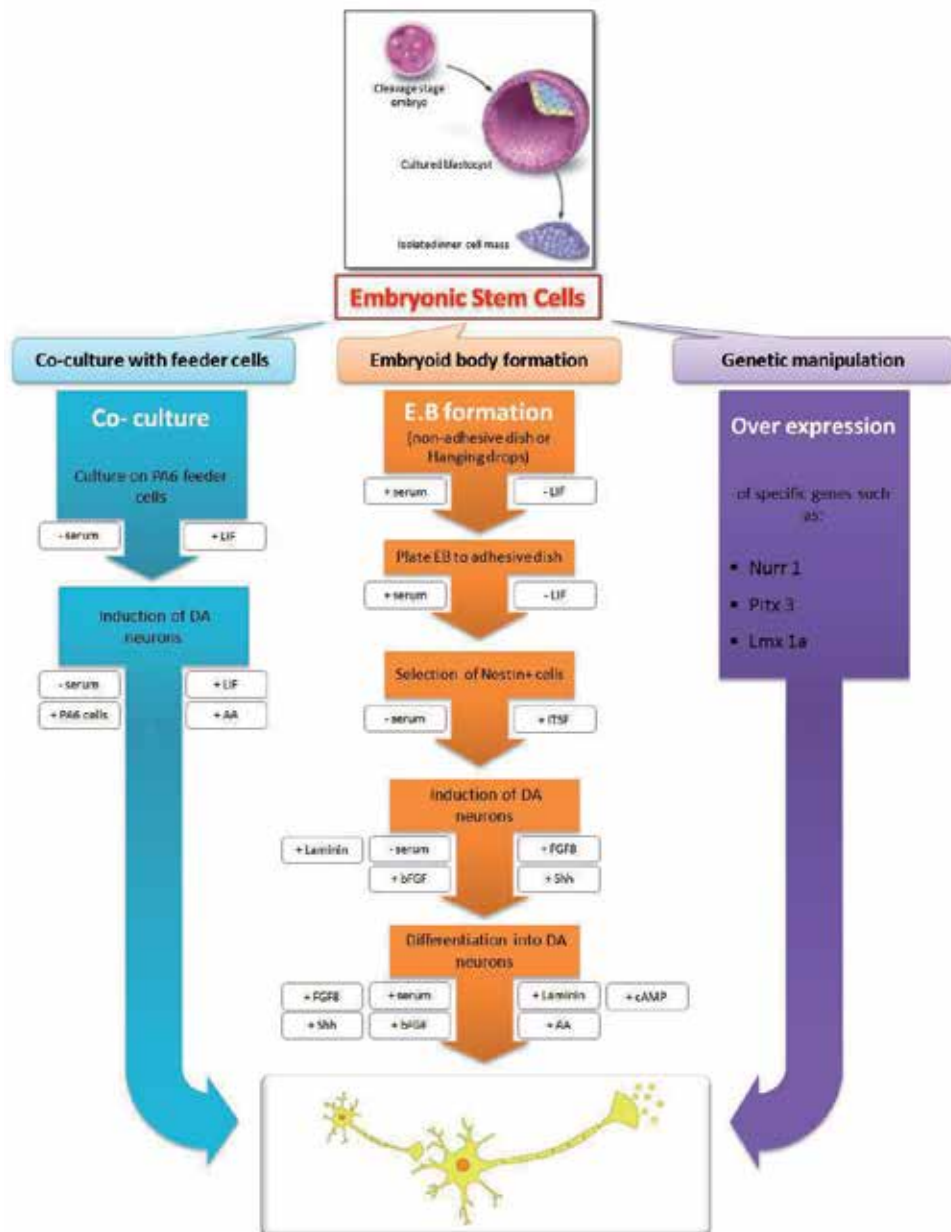 Cleavage stage
embryo
Cultured blastocyst
Isolated inner cell mass
Embryonic Stem Cells
Co-culture with feeder cells
Embryoid body formation
Genetic manipulation
Co- culture
Culture on PA6 feeder
cells
- serum
+ LIF
Induction of DA
neurons
- serum
+ LIF
+ PA6 cells
+ AA
E.B formation
(non-adhesive dish or
Hanging drops)
+ serum
- LIF
Plate EB to adhesive dish
+ serum
- LIF
Selection of Nestin+ cells
- serum
+ ITSF
Induction of DA
neurons
+ Laminin
- serum
+ FGF8
+ bFGF
+ Shh
Differentiation into DA
neurons
+ FGF8
+ serum
+ Laminin
+ cAMP
+ Shh
+ bFGF
+ AA
Over expression
of specific genes such
as:
▪ Nurr 1
▪ Pitx 3
▪ Lmx 1a